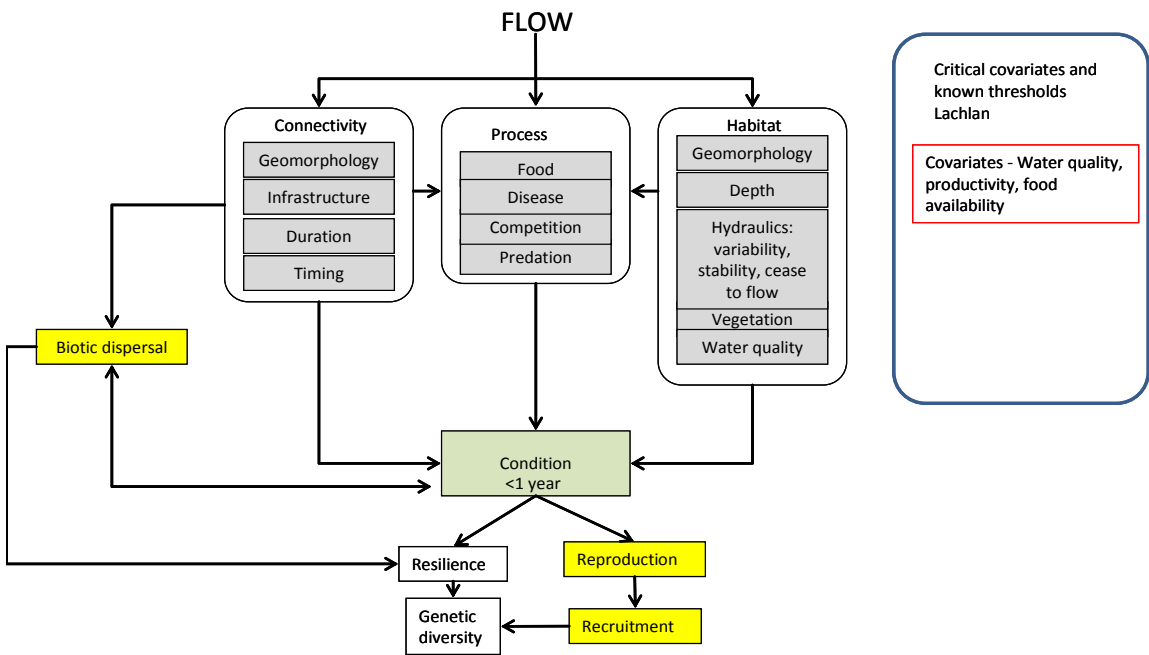 FLOW
Connectivity
Geomorphology
Infrastructure
Duration
Timing
Process
Food
Disease
Competition
Predation
Habitat
Geomorphology
Depth
Hydraulics:
variability,
stability, cease
to flow
Vegetation
Water quality
Critical covariates and
known thresholds
Lachlan
Covariates - Water quality,
productivity, food
availability
Biotic dispersal
Condition
<1 year
Resilience
Reproduction
Genetic
diversity
Recruitment